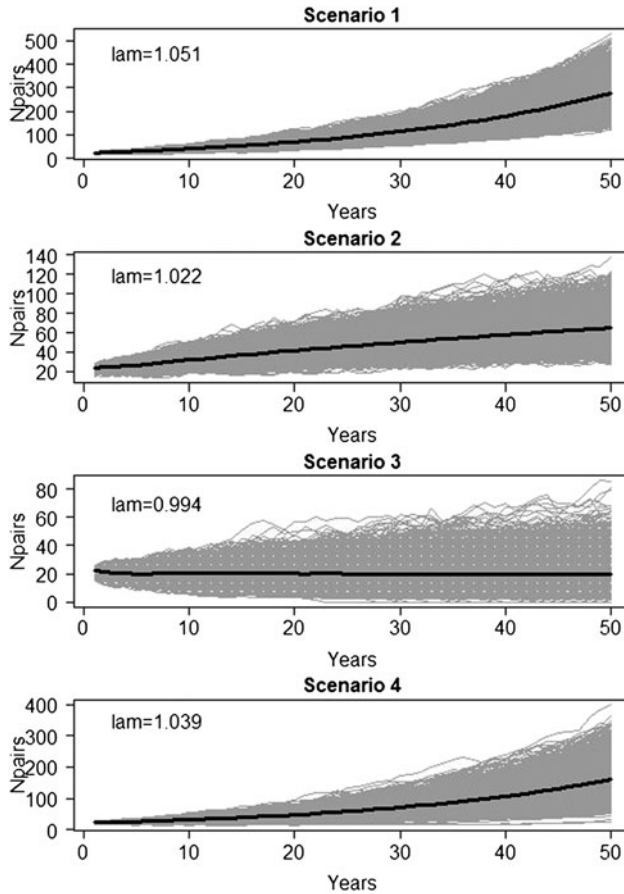 Scenario 1
lam=1.051
Npairs
500
400
300
200
100
0
0 10 20 30 40 50
Years
Scenario 2
lam=1.022
Npairs
140
120
100
80
60
40
20
0 10 20 30 40 50
Years
Scenario 3
lam=0.994
Npairs
80
60
40
20
0
0 10 20 30 40 50
Years
Scenario 4
lam=1.039
Npairs
400
300
200
100
0
0 10 20 30 40 50
Years